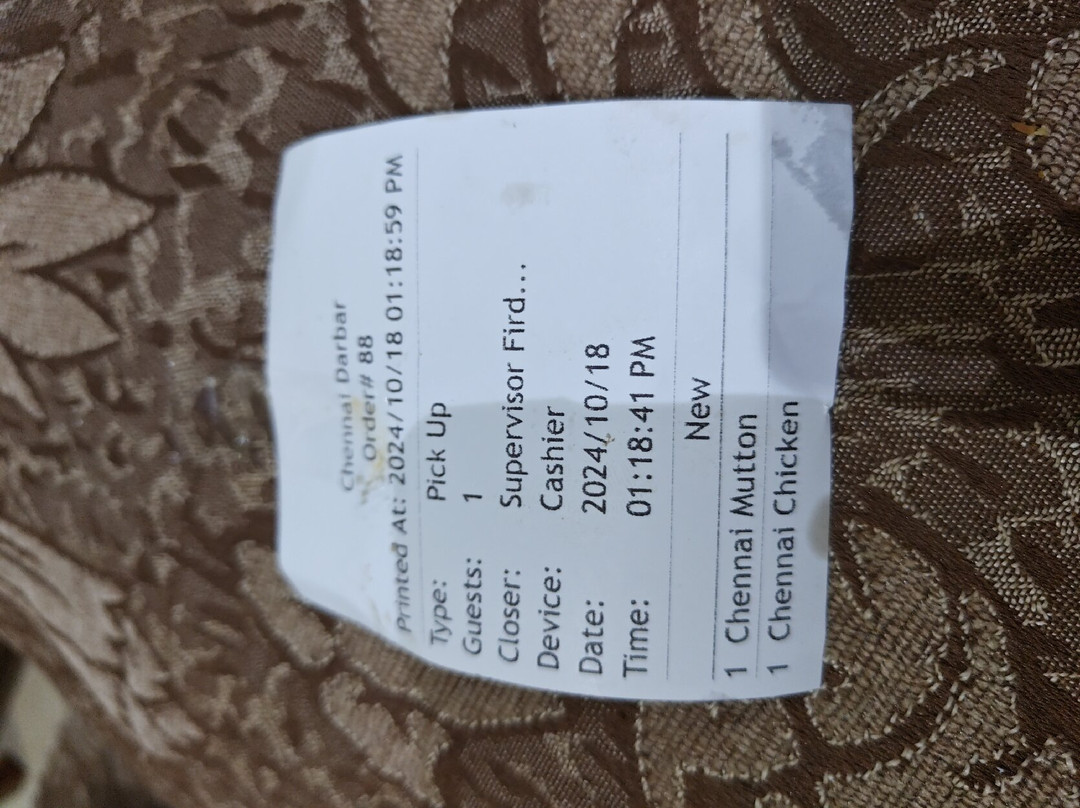 Chennai Darbar
Order# 88
Printed At: 2024/10/18 01:18:59 PM
Type: Pick Up
Guests: 1
Closer: Supervisor Fird...
Device: Cashier
Date: 2024/10/18
Time: 01:18:41 PM
New
1 Chennai Mutton
1 Chennai Chicken